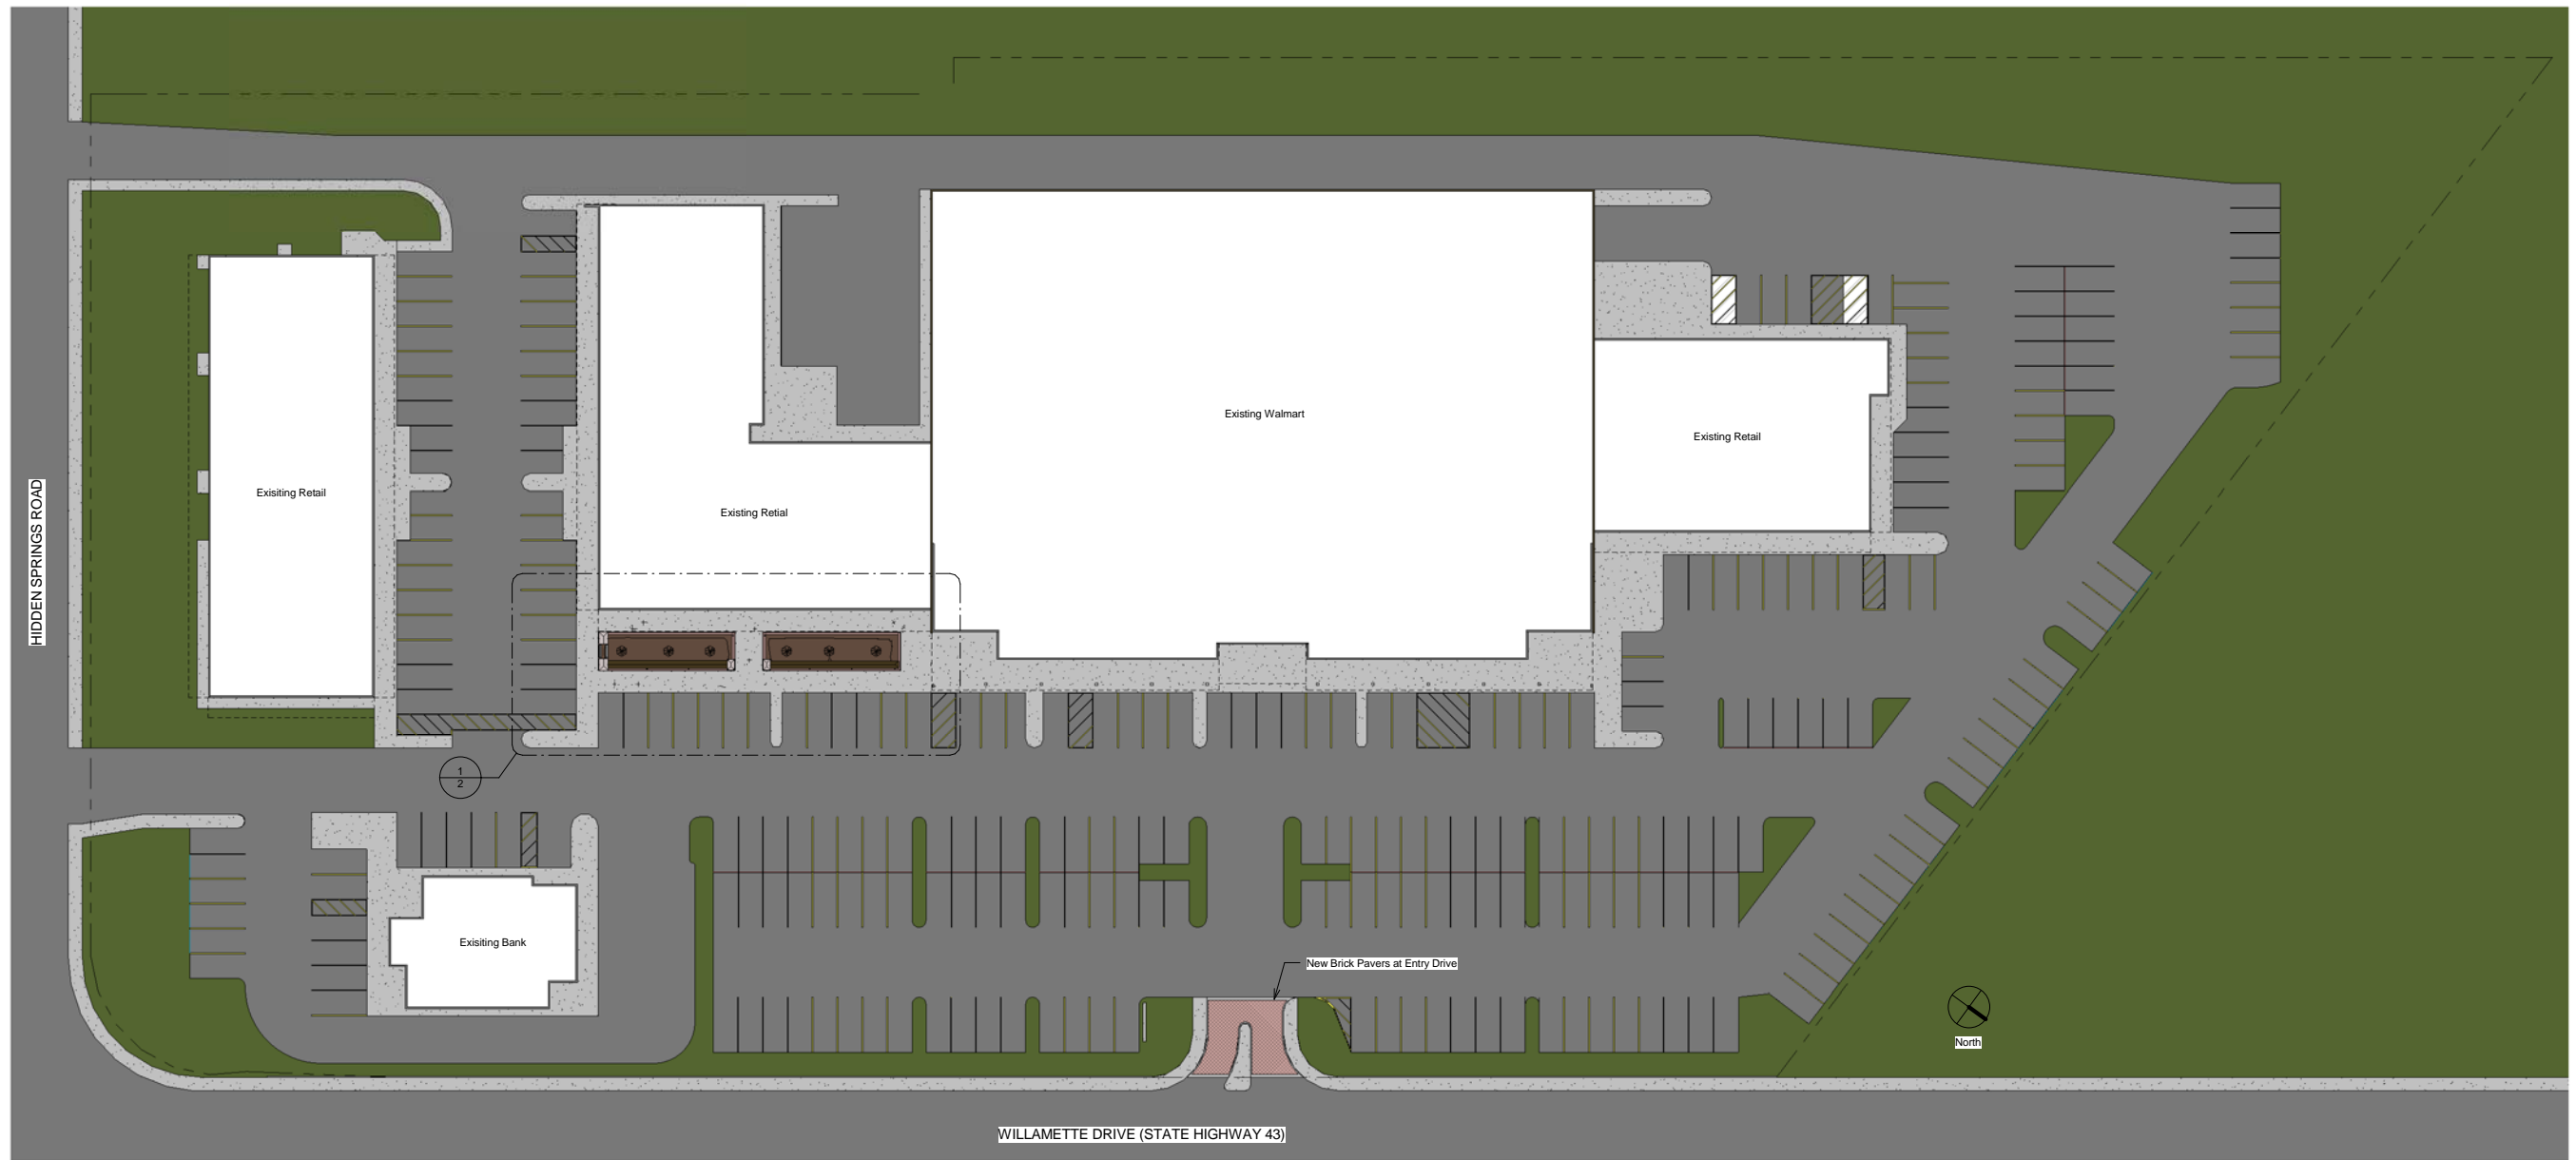 Existing Walmart
Existing Retail
Exisiting Retail
Existing Retial
HIDDEN SPRINGS ROAD
1
2
Exisiting Bank
New Brick Pavers at Entry Drive
North
WILLAMETTE DRIVE (STATE HIGHWAY 43)